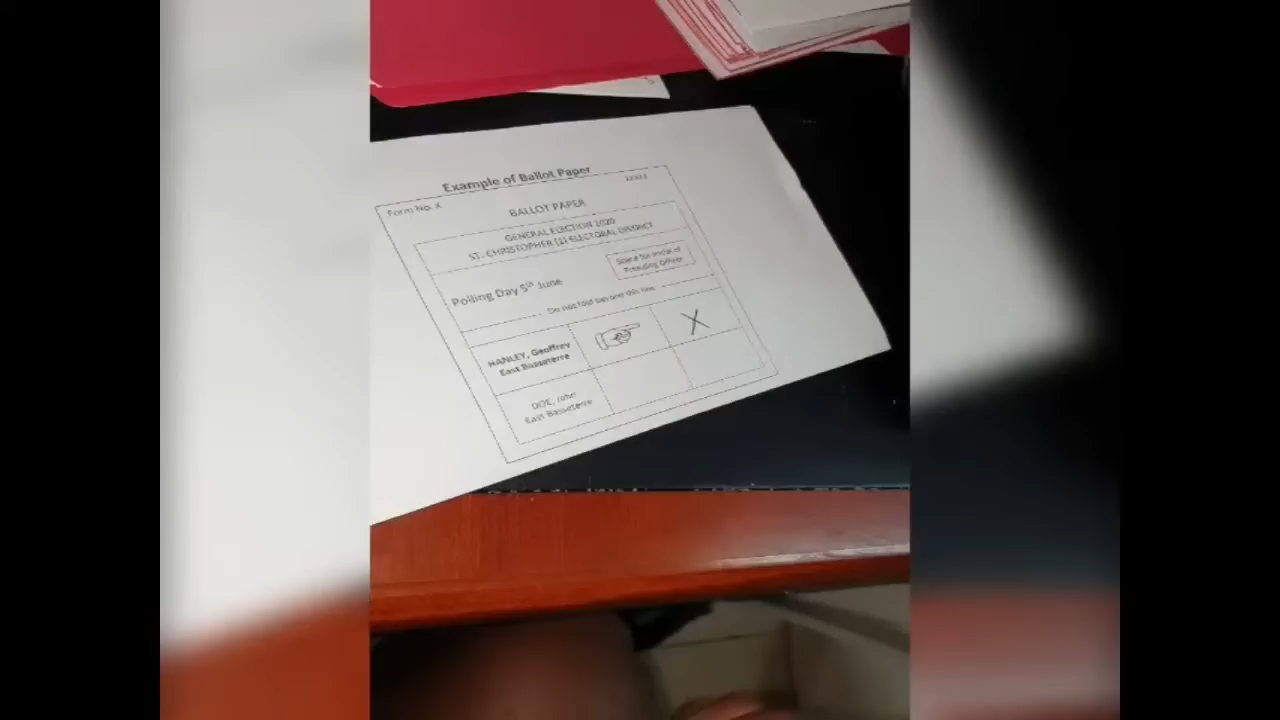 Example of Ballot Paper
Form No. X
BALLOT PAPER
GENERAL ELECTION 2020
ST. CHRISTOPHER (1) ELECTORAL DISTRICT
Polling Day 5th June
Space for initial of
Presiding Officer
Do not fold beyond this line
HANLEY, Geoffrey
East Basseterre
X
DOE, John
East Basseterre